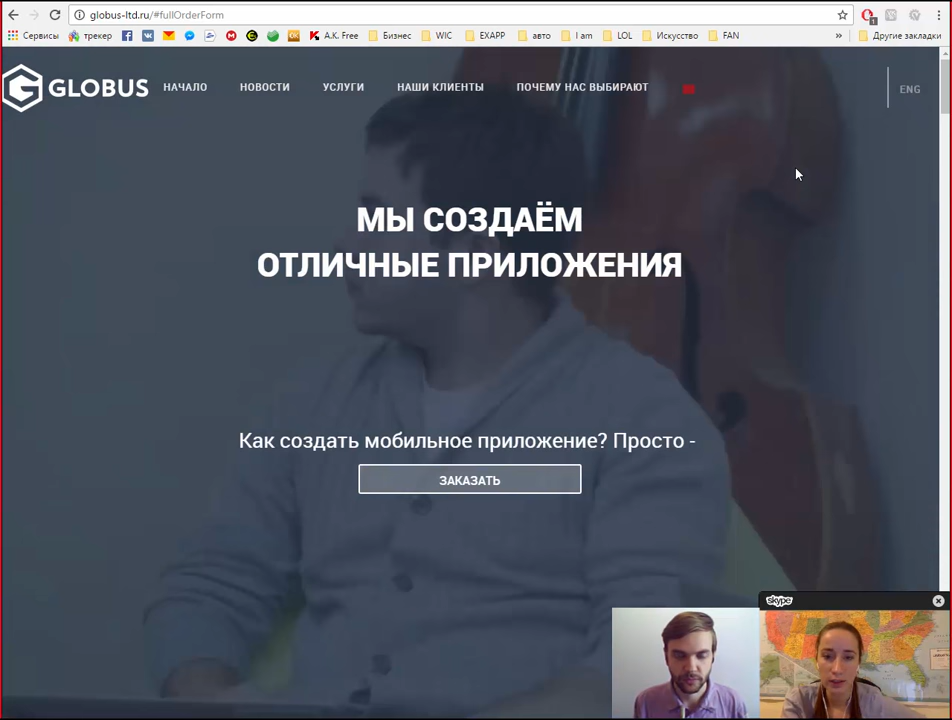 globus-ltd.ru/#fullOrderForm
Сервисы трекер A.K. Free Бизнес WIC EXAPP авто I am LOL Искусство FAN » Другие закладки
GLOBUS НАЧАЛО НОВОСТИ УСЛУГИ НАШИ КЛИЕНТЫ ПОЧЕМУ НАС ВЫБИРАЮТ ENG
МЫ СОЗДАЁМ
ОТЛИЧНЫЕ ПРИЛОЖЕНИЯ
Как создать мобильное приложение? Просто -
ЗАКАЗАТЬ
skype